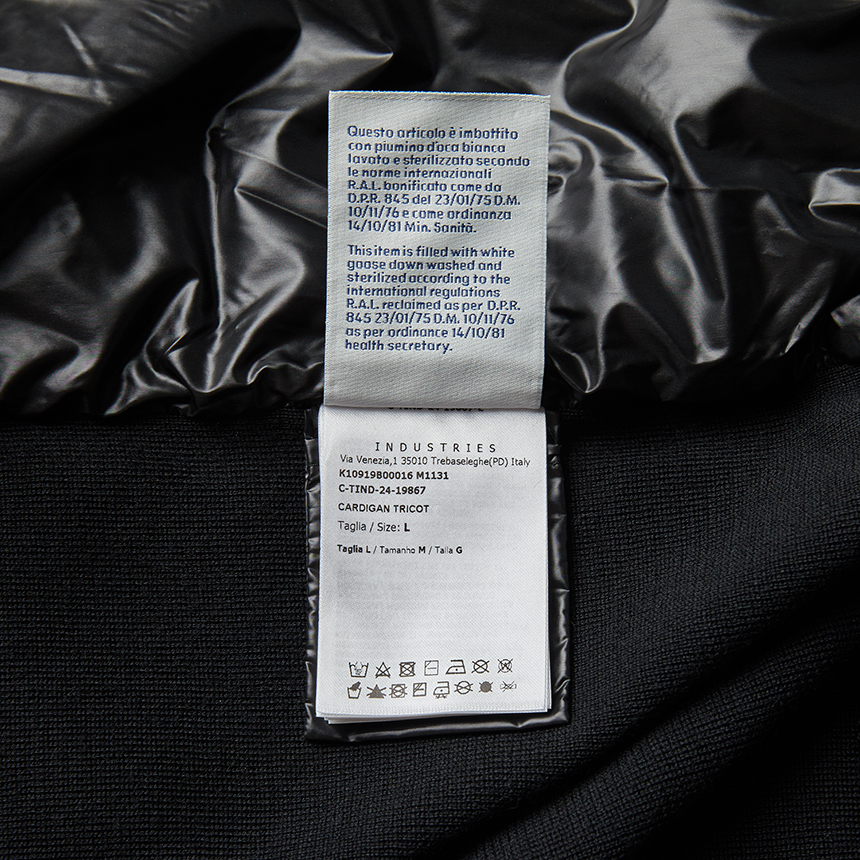 Questo articolo è imbottito
con piumino d'oca bianca
lavato e sterilizzato secondo
le norme internazionali
R.A.L. bonificato come da
D.P.R. 845 del 23/01/75 D.M.
10/11/76 e come ordinanza
14/10/81 Min. Sanità.
This item is filled with white
goose down washed and
sterilized according to the
international regulations
R.A.L. reclaimed as per D.P.R.
845 23/01/75 D.M. 10/11/76
as per ordinance 14/10/81
health secretary.
INDUSTRIES
Via Venezia,1 35010 Trebaseleghe(PD) Italy
K10919B00016 M1131
C-TIND-24-19867
CARDIGAN TRICOT
Taglia / Size: L
Taglia L / Tamanho M / Talla G